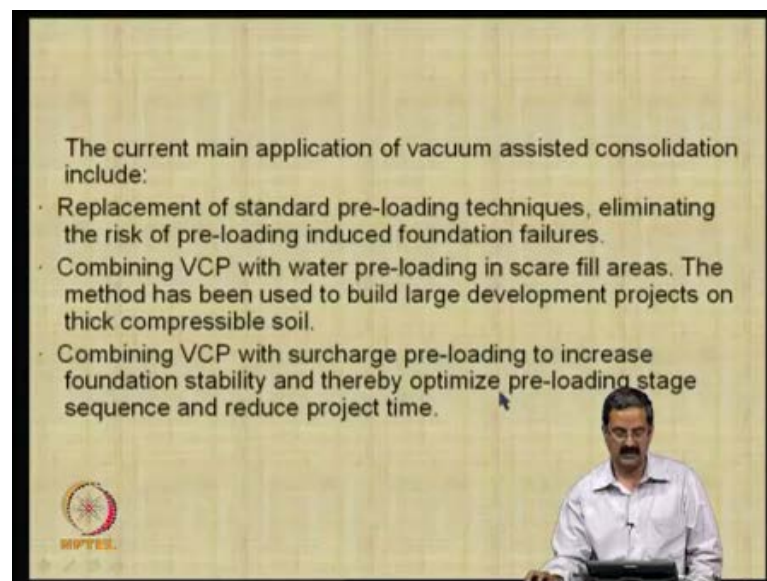 The current main application of vacuum assisted consolidation
include:
· Replacement of standard pre-loading techniques, eliminating
the risk of pre-loading induced foundation failures.
· Combining VCP with water pre-loading in scare fill areas. The
method has been used to build large development projects on
thick compressible soil.
· Combining VCP with surcharge pre-loading to increase
foundation stability and thereby optimize pre-loading stage
sequence and reduce project time.
NPTEL